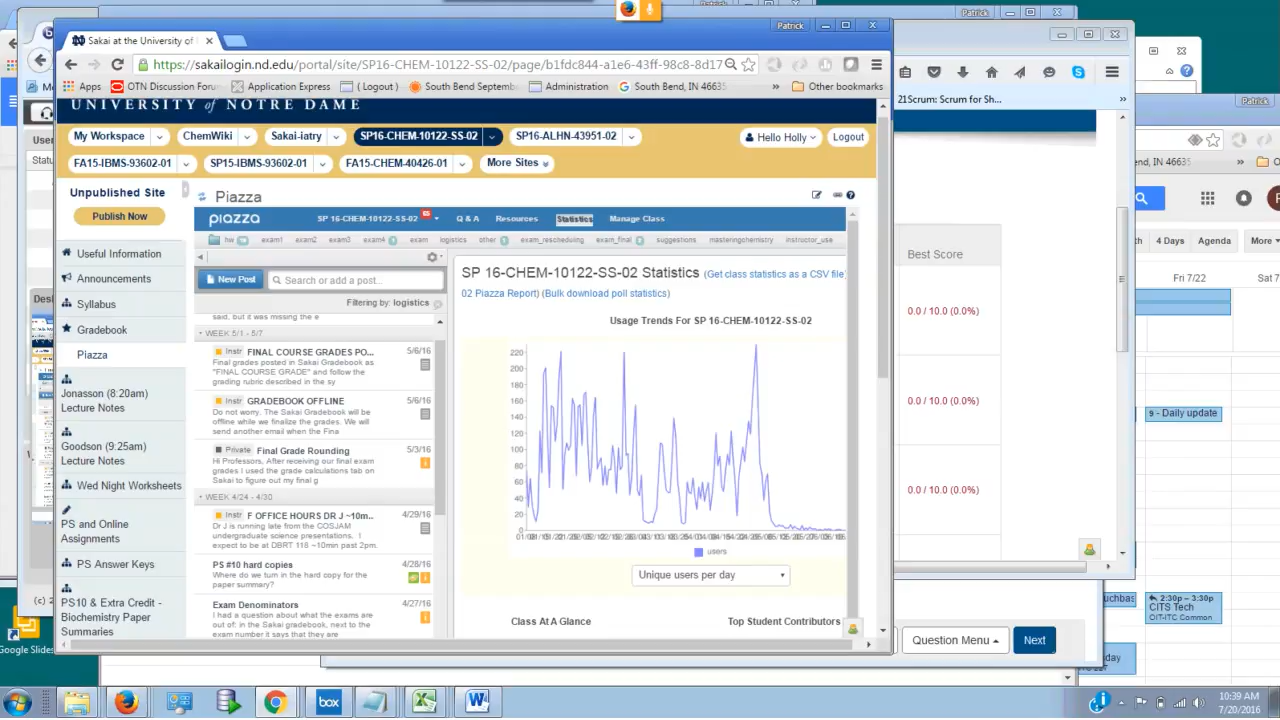 Patrick
Patrick
Patrick
Sakai at the University of
https://sakailogin.nd.edu/portal/site/SP16-CHEM-10122-SS-02/page/b1fdc844-a1e6-43ff-98c8-8d17
Apps
OTN Discussion Forum
Application Express
( Logout )
South Bend Septemb
Administration
South Bend, IN 4663
»
Other bookmarks
21Scrum: Scrum for Sh...
»
UNIVERSITY of NOTRE DAME
My Workspace
ChemWiki
Sakai-iatry
SP16-CHEM-10122-SS-02
SP16-ALHN-43951-02
Hello Holly
Logout
FA15-IBMS-93602-01
SP15-IBMS-93602-01
FA15-CHEM-40426-01
More Sites
Unpublished Site
Publish Now
Useful Information
Announcements
Syllabus
Gradebook
Piazza
Jonasson (8:20am)
Lecture Notes
Goodson (9:25am)
Lecture Notes
Wed Night Worksheets
PS and Online
Assignments
PS Answer Keys
PS10 & Extra Credit -
Biochemistry Paper
Summaries
Piazza
piazza
SP 16-CHEM-10122-SS-02
Q & A
Resources
Statistics
Manage Class
hw
exam1
exam2
exam3
exam4
exam
logistics
other
exam_rescheduling
exam_final
suggestions
masteringchemistry
instructor_use
New Post
Search or add a post...
Filtering by: logistics
said, but it was missing the e
WEEK 5/1 - 5/7
Instr FINAL COURSE GRADES PO... 5/6/16
Final grades posted in Sakai Gradebook as
"FINAL COURSE GRADE" and follow the
grading rubric described in the sy
Instr GRADEBOOK OFFLINE 5/6/16
Do not worry. The Sakai Gradebook will be
offline while we finalize the grades. We will
send another email when the Fina
Private Final Grade Rounding 5/3/16
Hi Professors, After receiving our final exam
grades I used the grade calculations tab on
Sakai to figure out my final g
WEEK 4/24 - 4/30
Instr F OFFICE HOURS DR J ~10m... 4/29/16
Dr J is running late from the COSJAM
undergraduate science presentations. I
expect to be at DBRT 118 ~10min past 2pm.
PS #10 hard copies 4/28/16
Where do we turn in the hard copy for the
paper summary?
Exam Denominators 4/27/16
I had a question about what the exams are
out of: in the gradebook, next to the
exam number it says that they are
SP 16-CHEM-10122-SS-02 Statistics (Get class statistics as a CSV file)
02 Piazza Report) (Bulk download poll statistics)
Usage Trends For SP 16-CHEM-10122-SS-02
220
200
180
160
140
120
100
80
60
40
20
0
users
Unique users per day
Class At A Glance
Top Student Contributors
Best Score
0.0 / 10.0 (0.0%)
0.0 / 10.0 (0.0%)
0.0 / 10.0 (0.0%)
Question Menu
Next
Patrick
d, IN 46635
»
4 Days
Agenda
More
Fri 7/22
Sat 7
9 - Daily update
2:30p – 3:30p
CITS Tech
OIT-ITC Common
Google Slides
box
10:39 AM
7/20/2016